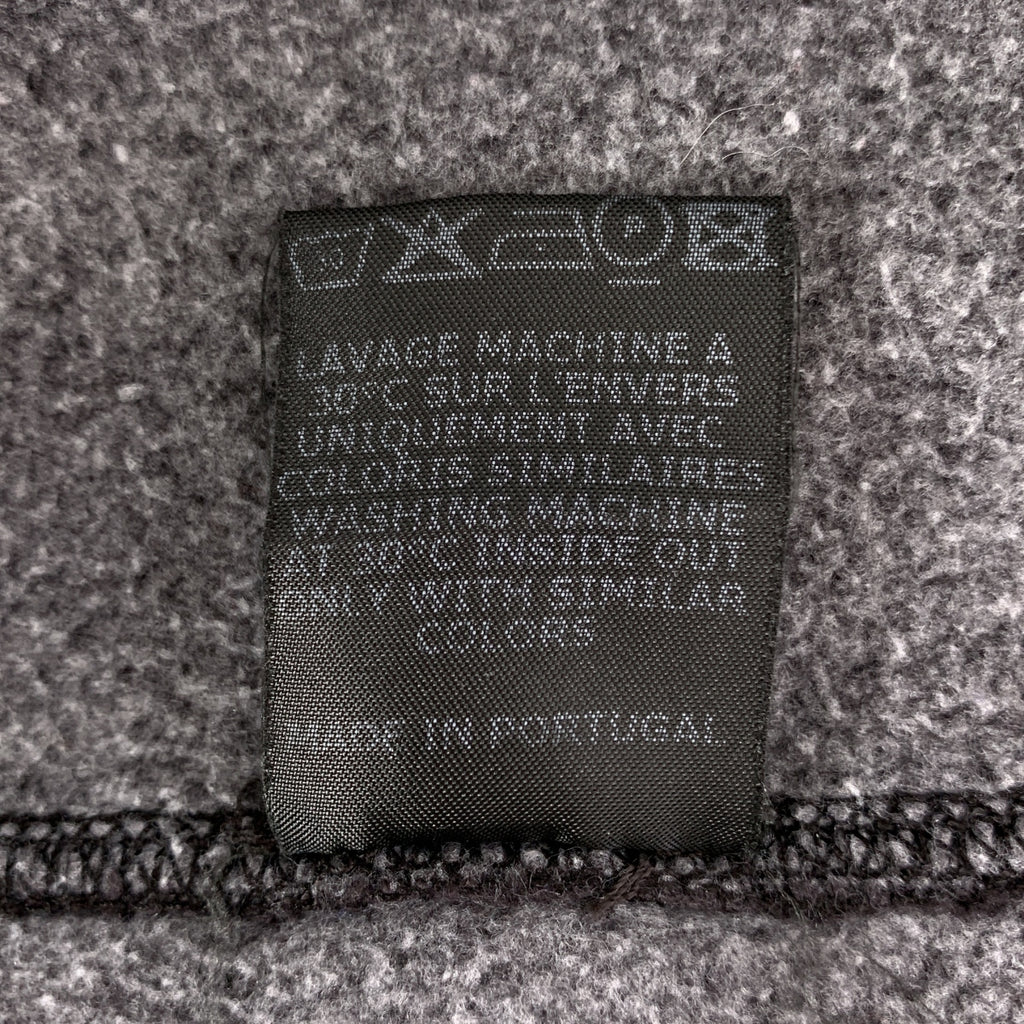 P
LAVAGE MACHINE A
30°C SUR L'ENVERS
UNIQUEMENT AVEC
COLORIS SIMILAIRES
WASHING MACHINE
AT 30°C INSIDE OUT
ONLY WITH SIMILAR
COLORS
IN PORTUGAL